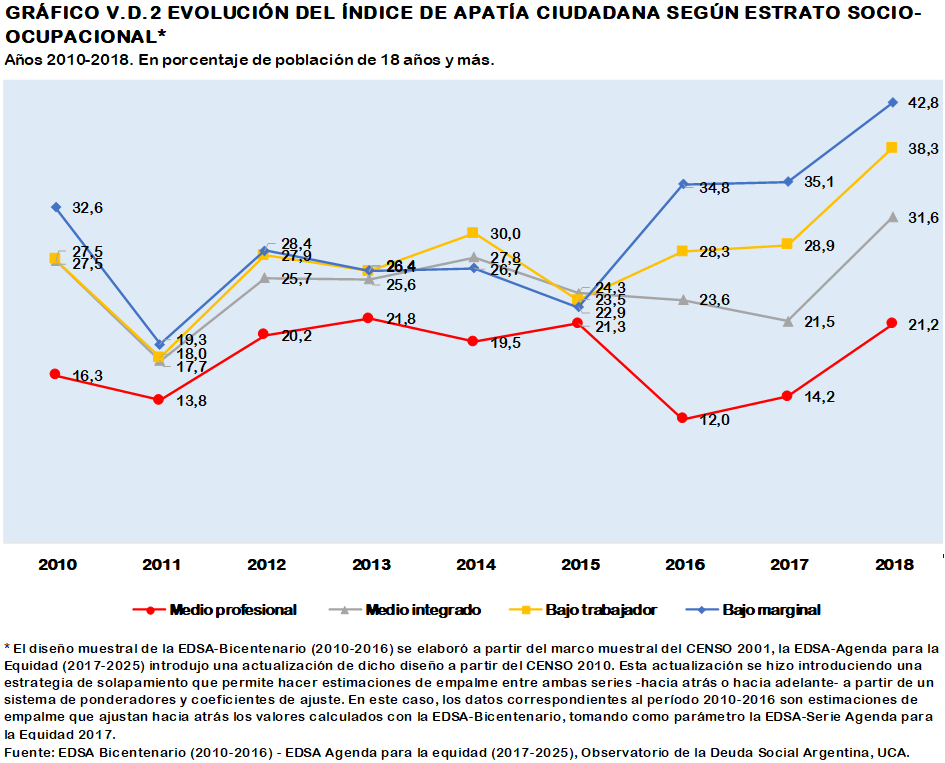 GRÁFICO V.D.2 EVOLUCIÓN DEL ÍNDICE DE APATÍA CIUDADANA SEGÚN ESTRATO SOCIO-
OCUPACIONAL*
Años 2010-2018. En porcentaje de población de 18 años y más.
42,8
38,3
34,8
35,1
32,6
31,6
30,0
28,4
27,9
28,3
28,9
27,5
27,5
27,8
26,4
26,7
25,7
25,6
24,3
23,5
23,6
22,9
21,8
21,3
21,5
21,2
20,2
19,5
19,3
18,0
17,7
16,3
13,8
14,2
12,0
2010 2011 2012 2013 2014 2015 2016 2017 2018
Medio profesional Medio integrado Bajo trabajador Bajo marginal
* El diseño muestral de la EDSA-Bicentenario (2010-2016) se elaboró a partir del marco muestral del CENSO 2001, la EDSA-Agenda para la
Equidad (2017-2025) introdujo una actualización de dicho diseño a partir del CENSO 2010. Esta actualización se hizo introduciendo una
estrategia de solapamiento que permite hacer estimaciones de empalme entre ambas series -hacia atrás o hacia adelante- a partir de un
sistema de ponderadores y coeficientes de ajuste. En este caso, los datos correspondientes al período 2010-2016 son estimaciones de
empalme que ajustan hacia atrás los valores calculados con la EDSA-Bicentenario, tomando como parámetro la EDSA-Serie Agenda para
la Equidad 2017.
Fuente: EDSA Bicentenario (2010-2016) - EDSA Agenda para la equidad (2017-2025), Observatorio de la Deuda Social Argentina, UCA.